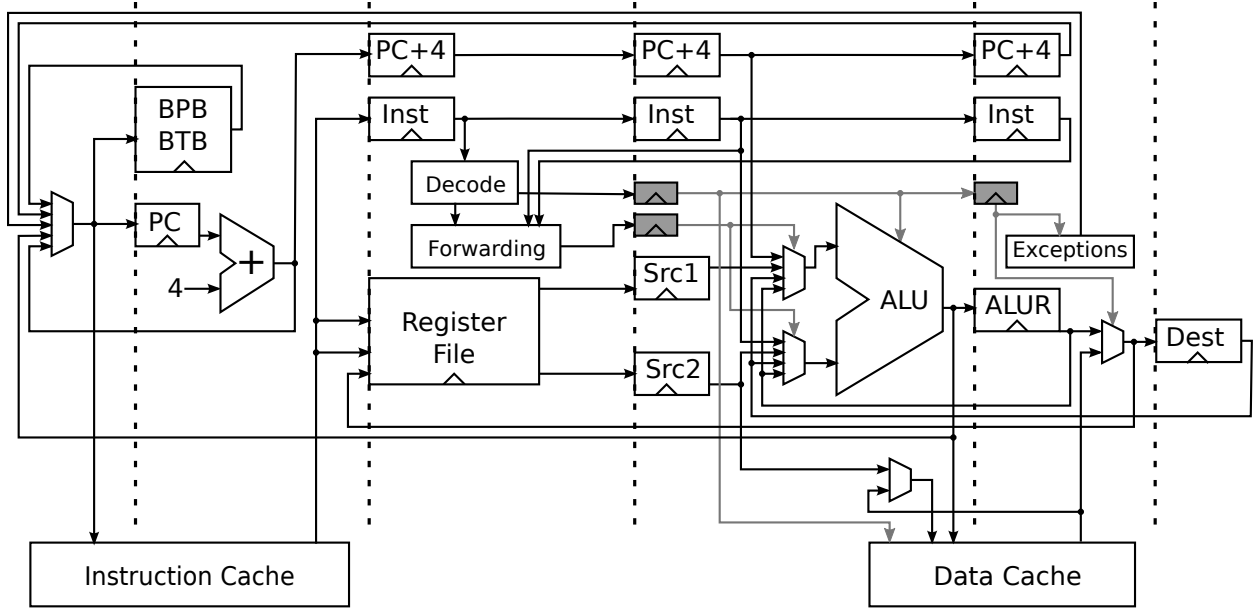 PC+4
PC+4
PC+4
BPB
BTB
Inst
Inst
Inst
Decode
PC
+
Forwarding
Exceptions
4
Src1
Register
File
ALU
ALUR
Dest
Src2
Instruction Cache
Data Cache